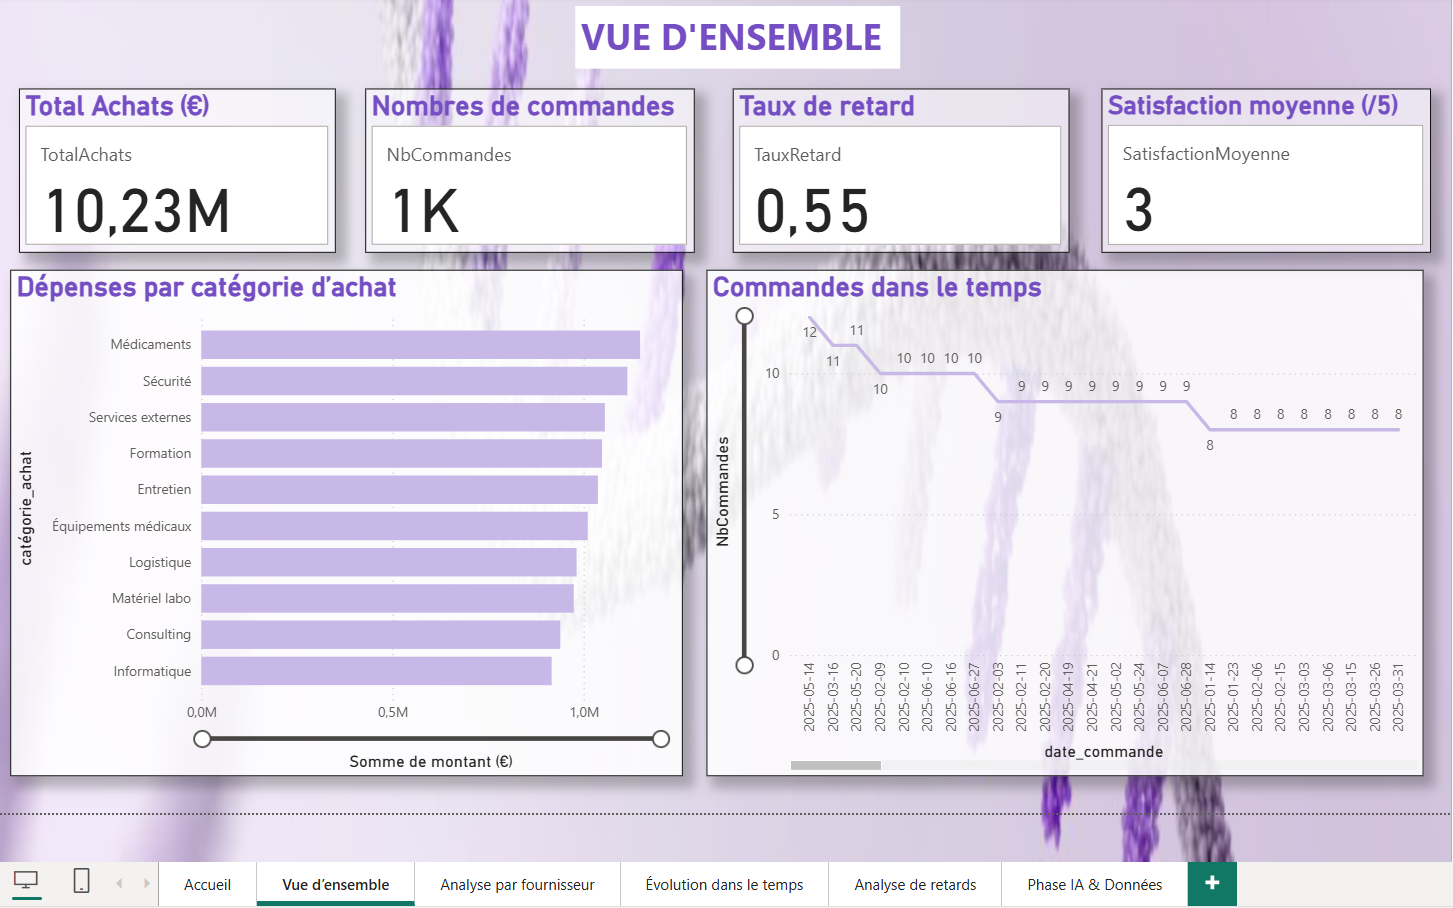 VUE D'ENSEMBLE
Total Achats (€)
TotalAchats
10,23M
Nombres de commandes
NbCommandes
1K
Taux de retard
TauxRetard
0,55
Satisfaction moyenne (/5)
SatisfactionMoyenne
3
Dépenses par catégorie d’achat
catégorie_achat
Médicaments
Sécurité
Services externes
Formation
Entretien
Équipements médicaux
Logistique
Matériel labo
Consulting
Informatique
0,0M 0,5M 1,0M
Somme de montant (€)
Commandes dans le temps
NbCommandes
10
5
0
12 11 11 10 10 10 10 10 9 9 9 9 9 9 9 9 9 8 8 8 8 8 8 8 8 8
2025-05-14
2025-03-16
2025-05-20
2025-02-09
2025-02-10
2025-06-10
2025-06-16
2025-06-27
2025-02-03
2025-02-11
2025-02-20
2025-04-19
2025-04-21
2025-05-02
2025-05-24
2025-06-07
2025-06-28
2025-01-14
2025-01-23
2025-02-06
2025-02-15
2025-03-03
2025-03-06
2025-03-15
2025-03-26
2025-03-31
date_commande
Accueil
Vue d’ensemble
Analyse par fournisseur
Évolution dans le temps
Analyse de retards
Phase IA & Données
+